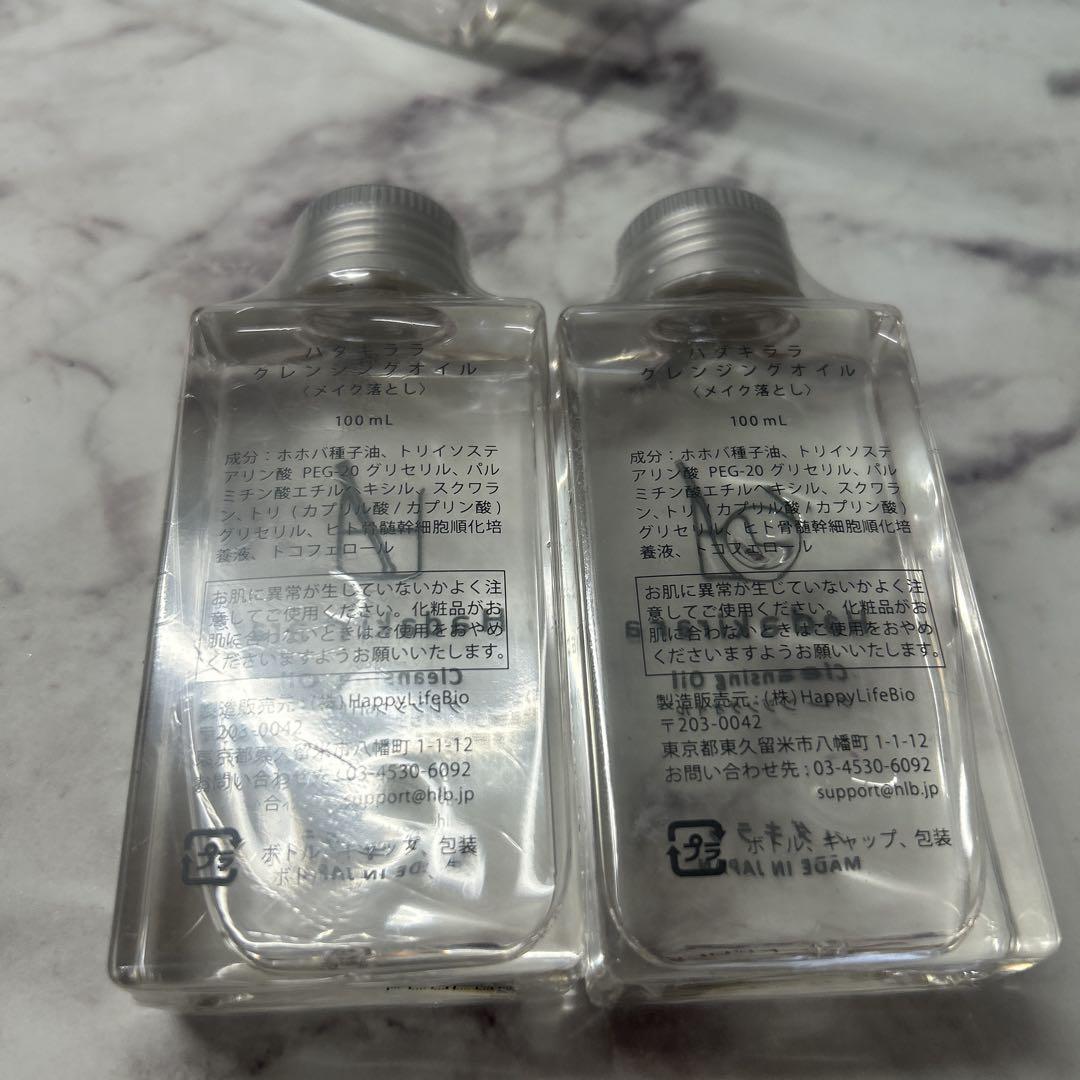 ハダキララ
クレンジングオイル
〈メイク落とし〉
100 mL
成分：ホホバ種子油、トリイソステ
アリン酸 PEG-20 グリセリル、パル
ミチン酸エチルヘキシル、スクワラ
ン、トリ（カプリル酸/カプリン酸）
グリセリル、ヒト骨髄幹細胞順化培
養液、トコフェロール
お肌に異常が生じていないかよく注
意してご使用ください。化粧品がお
肌に合わないときはご使用をおやめ
くださいますようお願いいたします。
製造販売元：(株)HappyLifeBio
〒203-0042
東京都東久留米市八幡町 1-1-12
お問い合わせ先：03-4530-6092
support@hlb.jp
プラ
ボトル、キャップ、包装
ハダキララ
クレンジングオイル
〈メイク落とし〉
100 mL
成分：ホホバ種子油、トリイソステ
アリン酸 PEG-20 グリセリル、パル
ミチン酸エチルヘキシル、スクワラ
ン、トリ（カプリル酸/カプリン酸）
グリセリル、ヒト骨髄幹細胞順化培
養液、トコフェロール
お肌に異常が生じていないかよく注
意してご使用ください。化粧品がお
肌に合わないときはご使用をおやめ
くださいますようお願いいたします。
製造販売元：(株)HappyLifeBio
〒203-0042
東京都東久留米市八幡町 1-1-12
お問い合わせ先：03-4530-6092
support@hlb.jp
プラ
ボトル、キャップ、包装
Hadakirara
Cleansing Oil
MADE IN JAPAN